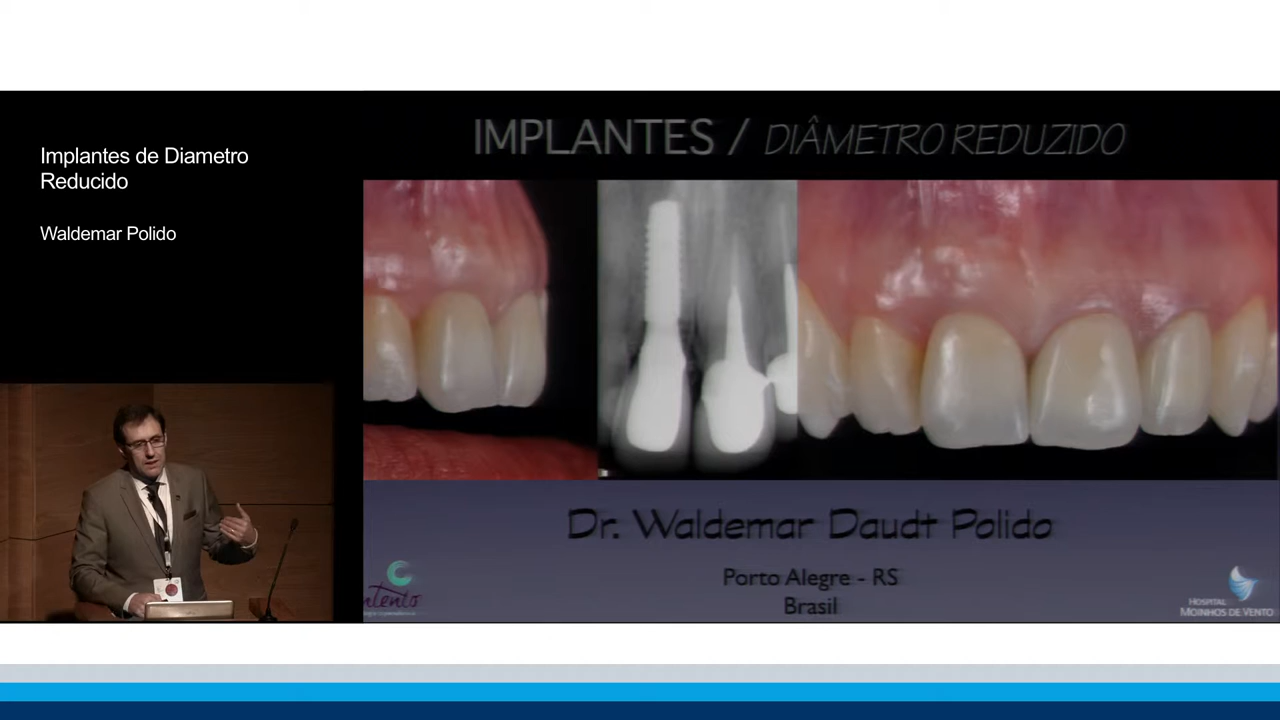 Implantes de Diametro
Reducido
Waldemar Polido
IMPLANTES / DIÂMETRO REDUZIDO
Dr. Waldemar Daudt Polido
Porto Alegre - RS
Brasil
HOSPITAL
MOINHOS DE VENTO